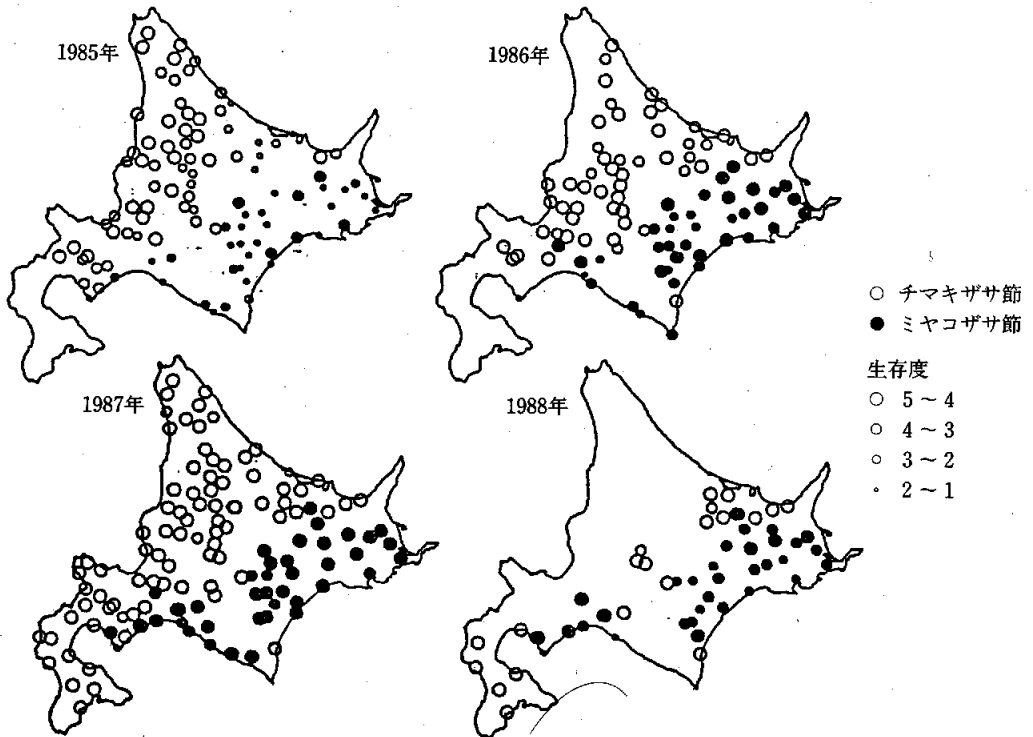 1985年
1986年
○ チマキザサ節
● ミヤコザサ節
生存度
○ 5～4
○ 4～3
○ 3～2
∘ 2～1
1987年
1988年